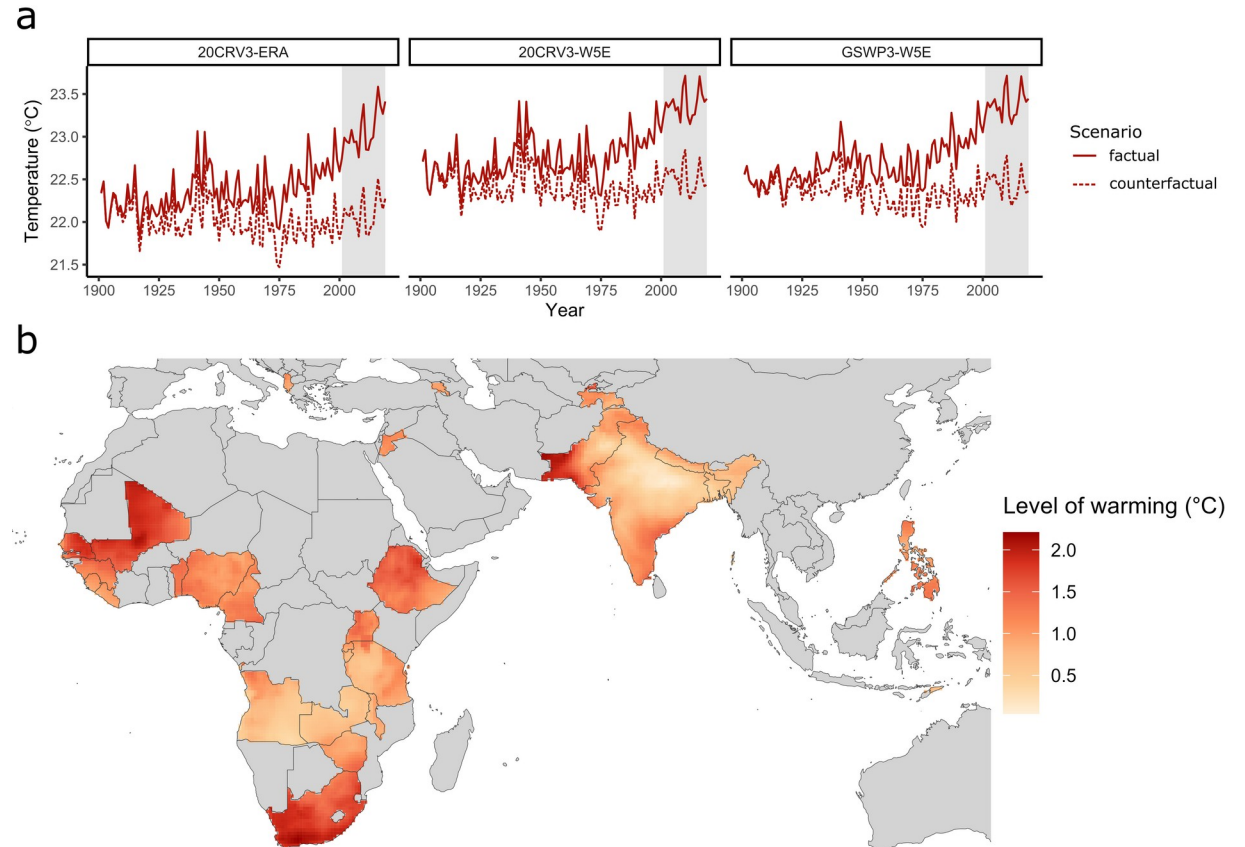 a
20CRV3-ERA 20CRV3-W5E GSWP3-W5E
Temperature (°C)
23.5
23.0
22.5
22.0
21.5
1900 1925 1950 1975 2000 1900 1925 1950 1975 2000 1900 1925 1950 1975 2000
Year
Scenario
factual
counterfactual
b
Level of warming (°C)
2.0
1.5
1.0
0.5